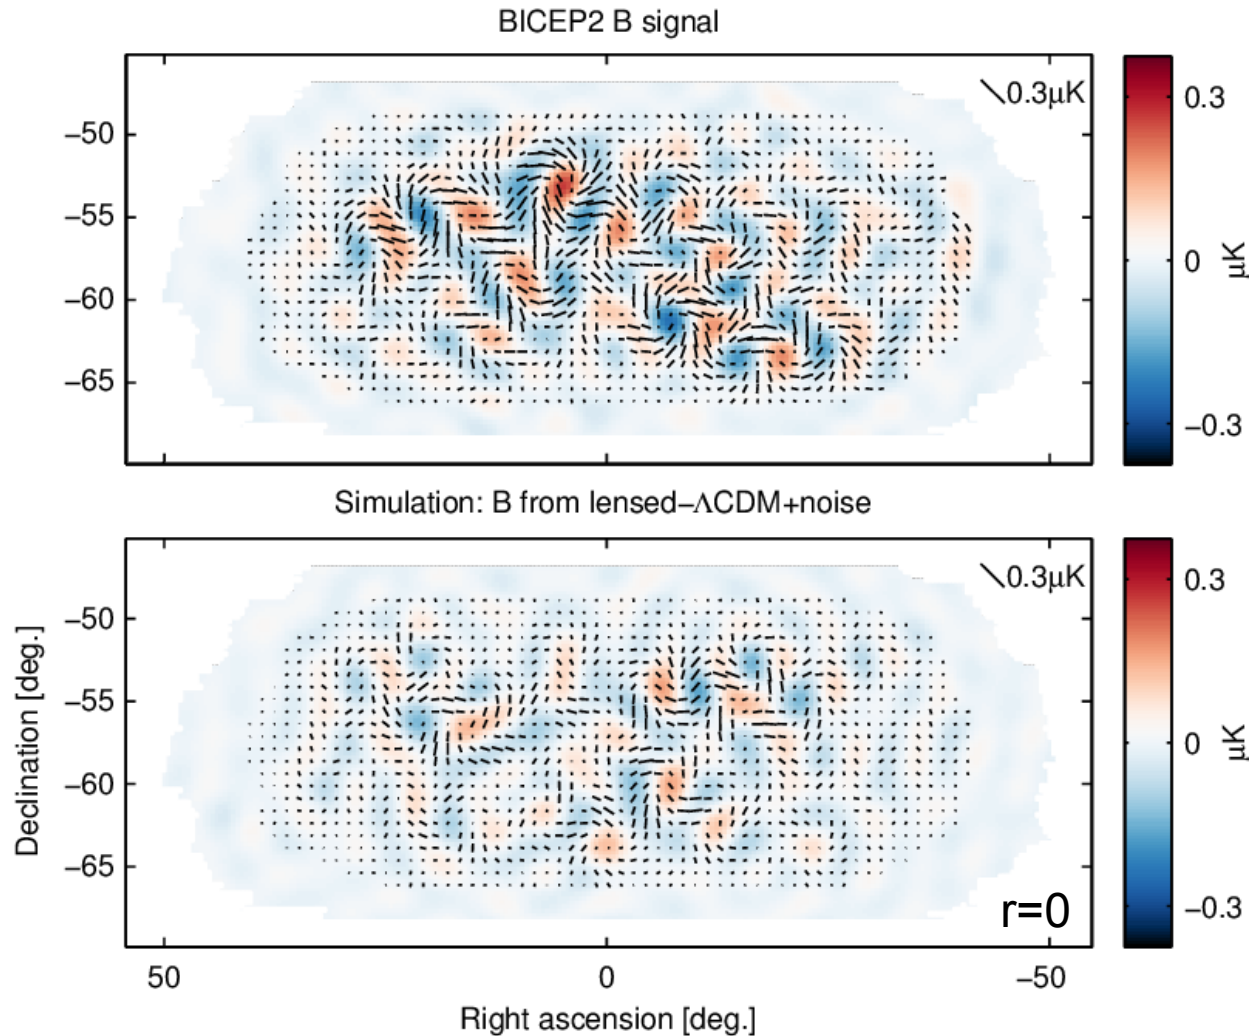 BICEP2 B signal
0.3μK
−50
−55
−60
−65
0.3
0
−0.3
μK
Simulation: B from lensed−ΛCDM+noise
0.3μK
−50
−55
−60
−65
Declination [deg.]
r=0
0.3
0
−0.3
μK
50
0
−50
Right ascension [deg.]